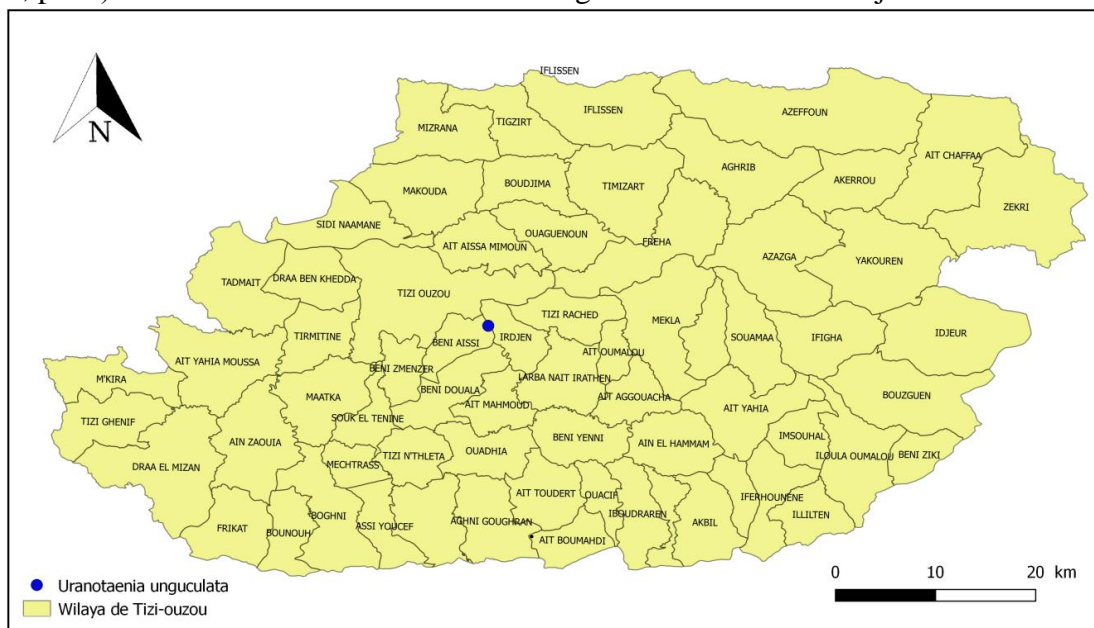 IFLISSEN
IFLISSEN
AZEFFOUN
TIGZIRT
MIZRANA
AIT CHAFFAA
AGHRIB
AKERROU
BOUDJIMA
TIMIZART
MAKOUDA
ZEKRI
SIDI NAAMANE
OUAGUENOUN
AIT AISSA MIMOUN
FREHA
AZAZGA
YAKOUREN
DRAA BEN KHEDDA
TADMAIT
TIZI OUZOU
TIZI RACHED
MEKLA
IDJEUR
TIRMITINE
IRDJEN
SOUAMAA
IFIGHA
BENI AISSI
AIT OUMALOU
AIT YAHIA MOUSSA
BENI ZMENZER
LARBA NAIT IRATHEN
M'KIRA
BENI DOUALA
BOUZGUEN
MAATKA
AIT AGGOUACHA
AIT MAHMOUD
AIT YAHIA
SOUK EL TENINE
TIZI GHENIF
AIN ZAOUIA
IMSOUHAL
BENI YENNI
AIN EL HAMMAM
OUADHIA
TIZI N'THLETA
ILOULA OUMALOU
BENI ZIKI
MECHTRASS
DRAA EL MIZAN
AIT TOUDERT
OUACIF
IFERHOUNENE
BOGHNI
IBOUDRAREN
AKBIL
ILLILTEN
AGHNI GOUGHRAN
ASSI YOUCEF
FRIKAT
BOUNOUH
AIT BOUMAHDI
N
0 10 20 km
Uranotaenia unguculata
Wilaya de Tizi-ouzou